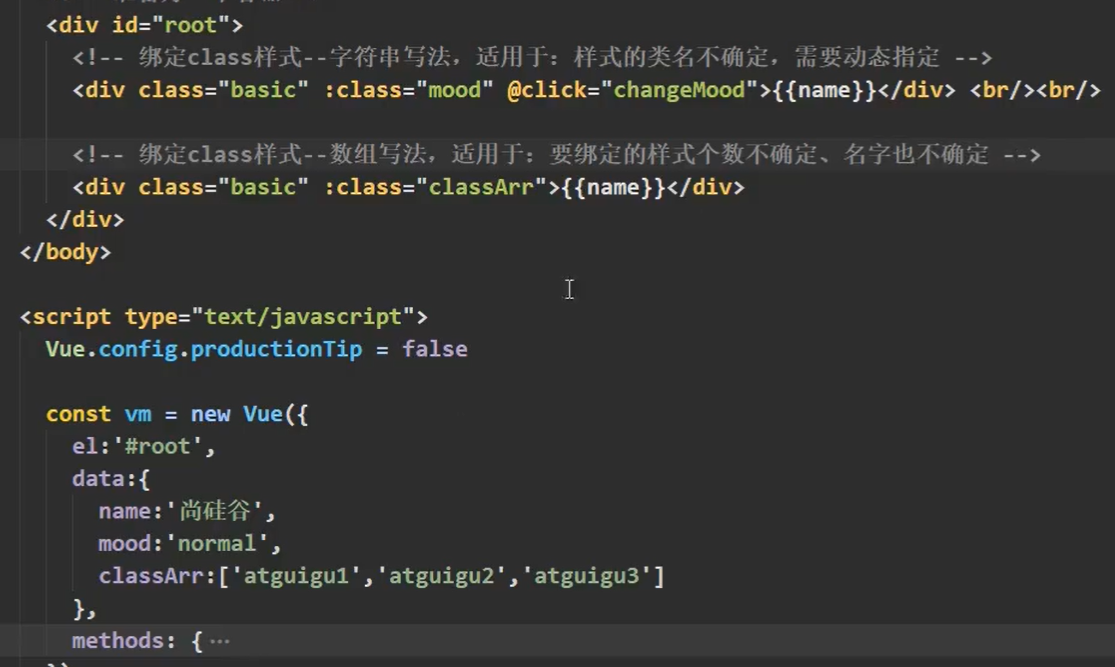 <div id="root">
<!-- 绑定class样式--字符串写法，适用于：样式的类名不确定，需要动态指定 -->
<div class="basic" :class="mood" @click="changeMood">{{name}}</div> <br/><br/>
<!-- 绑定class样式--数组写法，适用于：要绑定的样式个数不确定、名字也不确定 -->
<div class="basic" :class="classArr">{{name}}</div>
</div>
</body>
<script type="text/javascript">
Vue.config.productionTip = false
const vm = new Vue({
el:'#root',
data:{
name:'尚硅谷',
mood:'normal',
classArr:['atguigu1','atguigu2','atguigu3']
},
methods: {···